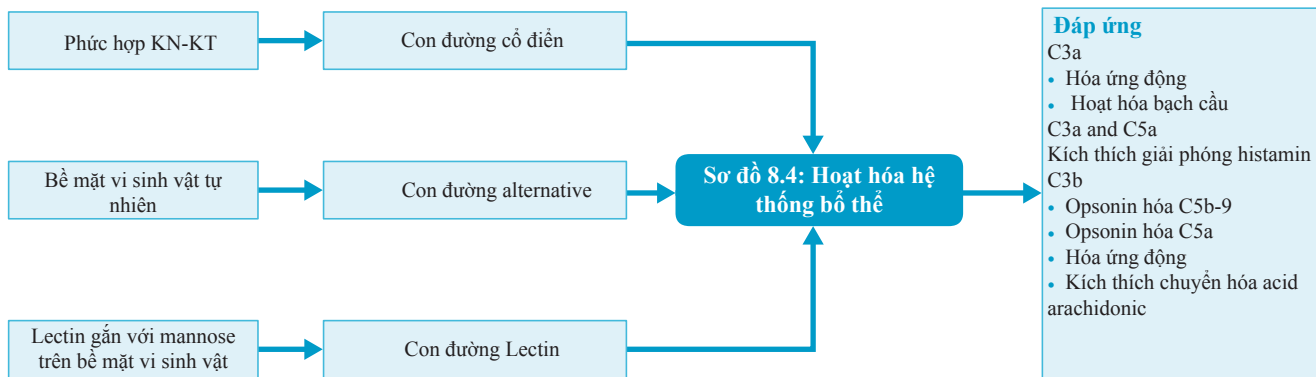 Phức hợp KN-KT
Con đường cổ điển
Bề mặt vi sinh vật tự
nhiên
Con đường alternative
Lectin gắn với mannose
trên bề mặt vi sinh vật
Con đường Lectin
Sơ đồ 8.4: Hoạt hóa hệ
thống bổ thể
Đáp ứng
C3a
• Hóa ứng động
• Hoạt hóa bạch cầu
C3a and C5a
Kích thích giải phóng histamin
C3b
• Opsonin hóa C5b-9
• Opsonin hóa C5a
• Hóa ứng động
• Kích thích chuyển hóa acid
arachidonic